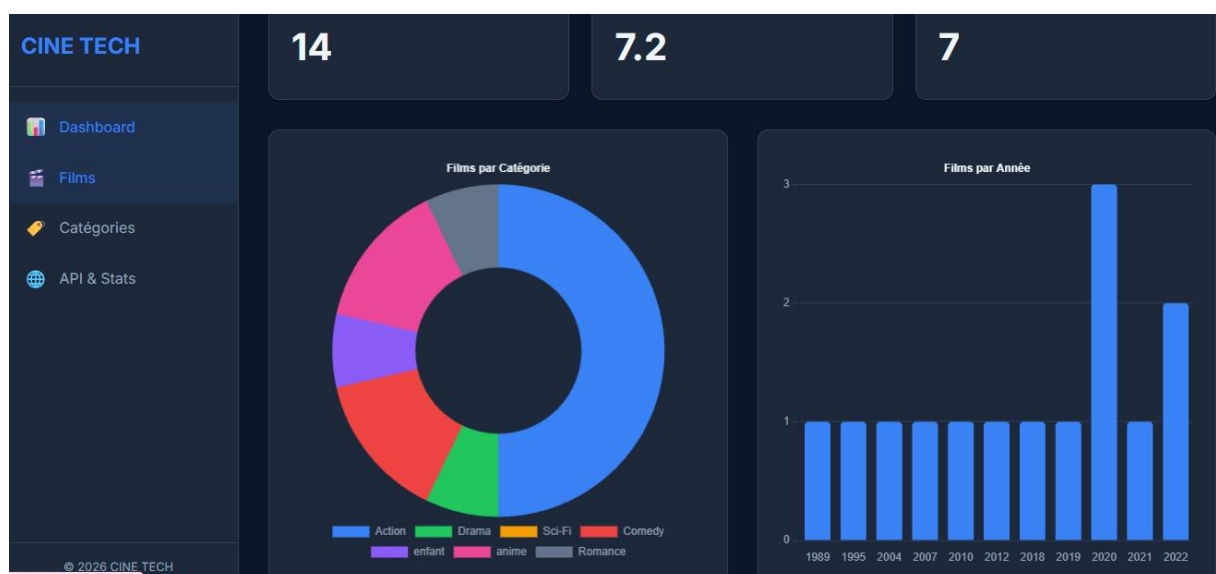 CINE TECH
Dashboard
Films
Catégories
API & Stats
© 2026 CINE TECH
14
7.2
7
Films par Catégorie
Action Drama Sci-Fi Comedy
enfant anime Romance
Films par Année
3
2
1
0
1989 1995 2004 2007 2010 2012 2018 2019 2020 2021 2022